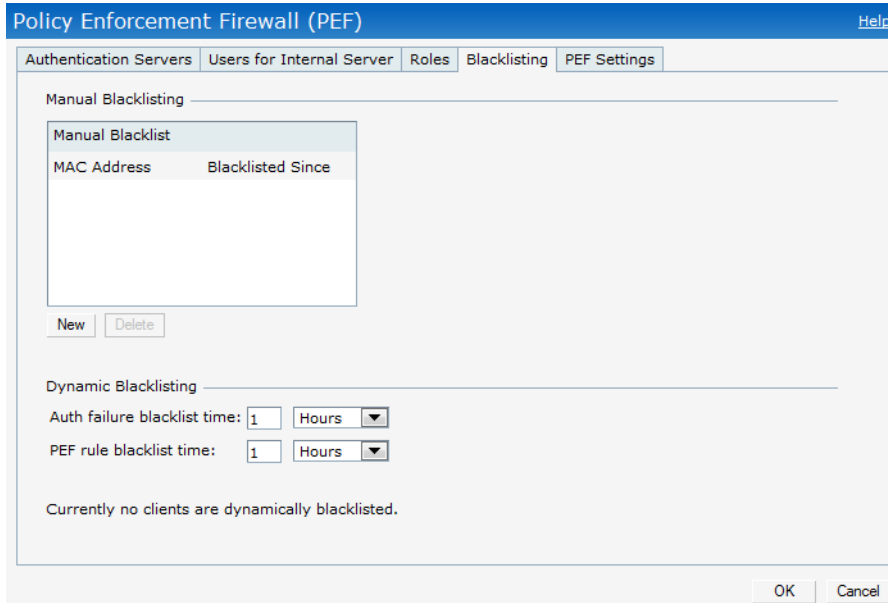 Policy Enforcement Firewall (PEF) Help
Authentication Servers Users for Internal Server Roles Blacklisting PEF Settings
Manual Blacklisting
Manual Blacklist
MAC Address Blacklisted Since
New Delete
Dynamic Blacklisting
Auth failure blacklist time: 1 Hours
PEF rule blacklist time: 1 Hours
Currently no clients are dynamically blacklisted.
OK Cancel